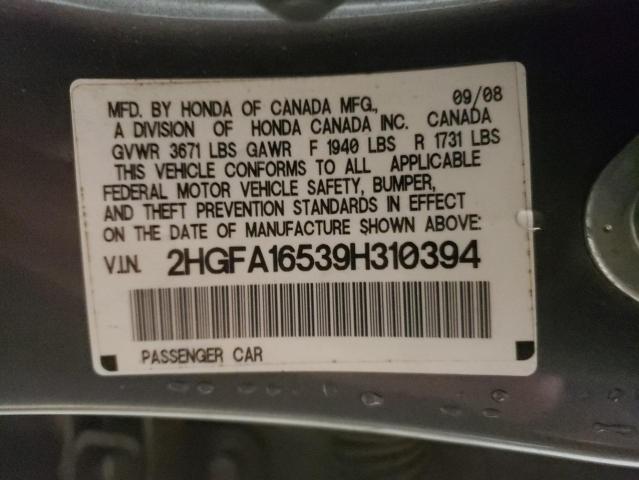 MFD. BY HONDA OF CANADA MFG., 09/08
A DIVISION OF HONDA CANADA INC. CANADA
GVWR 3671 LBS GAWR F 1940 LBS R 1731 LBS
THIS VEHICLE CONFORMS TO ALL APPLICABLE
FEDERAL MOTOR VEHICLE SAFETY, BUMPER,
AND THEFT PREVENTION STANDARDS IN EFFECT
ON THE DATE OF MANUFACTURE SHOWN ABOVE:
V.I.N. 2HGFA16539H310394
PASSENGER CAR